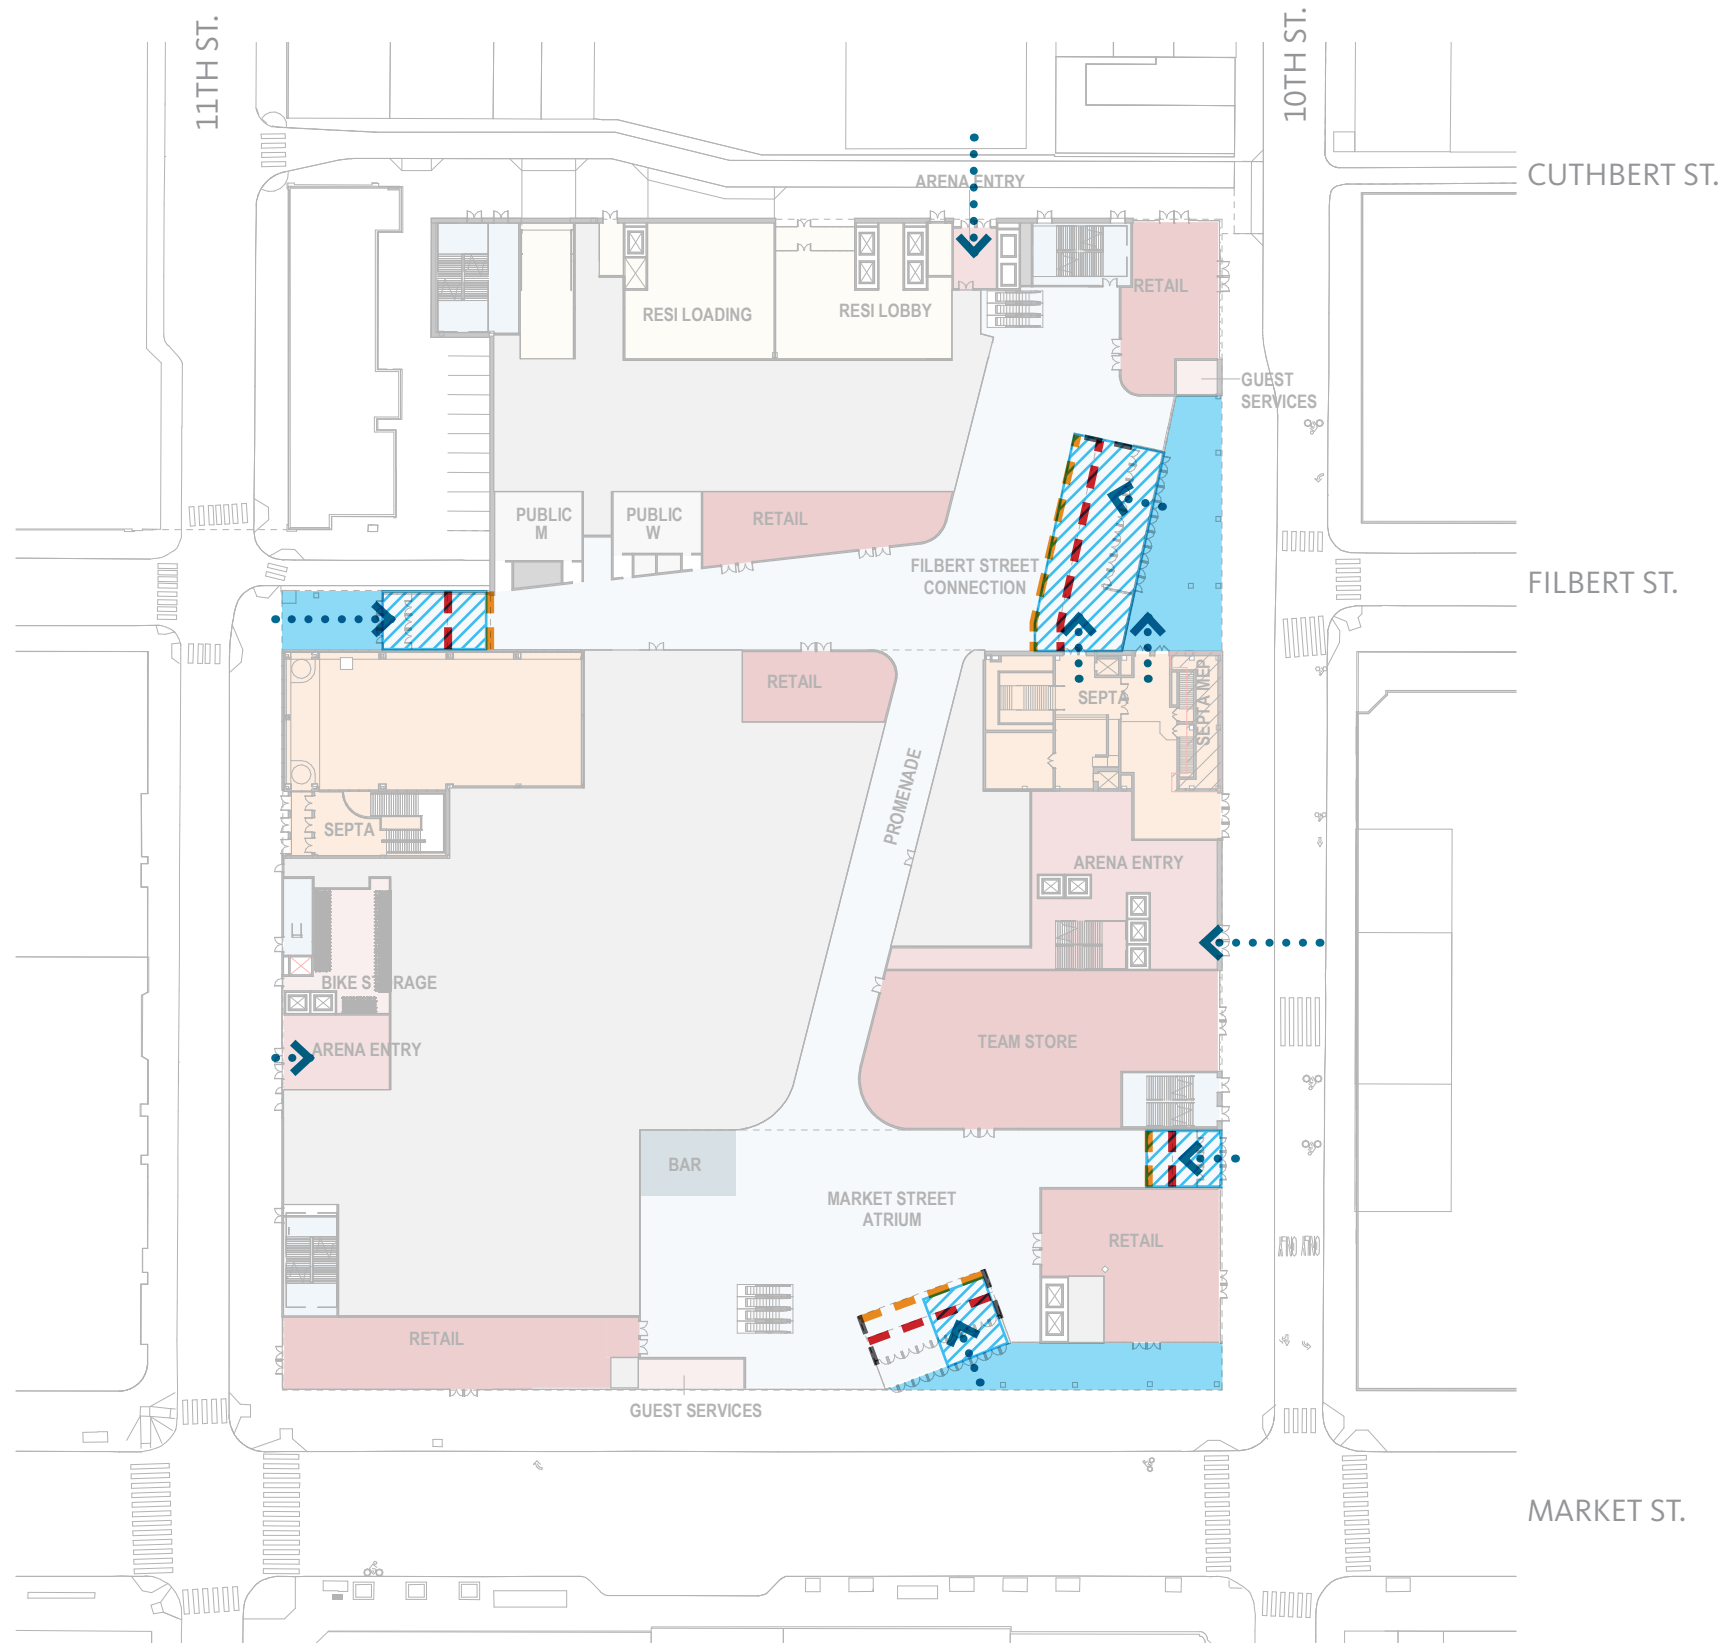 11TH ST.
10TH ST.
CUTHBERT ST.
ARENA ENTRY
RETAIL
RESI LOADING
RESI LOBBY
GUEST
SERVICES
PUBLIC
M
PUBLIC
W
RETAIL
FILBERT STREET
CONNECTION
FILBERT ST.
RETAIL
SEPTA
SEPTA MEP
PROMENADE
SEPTA
ARENA ENTRY
BIKE STORAGE
TEAM STORE
ARENA ENTRY
BAR
MARKET STREET
ATRIUM
RETAIL
RETAIL
GUEST SERVICES
MARKET ST.